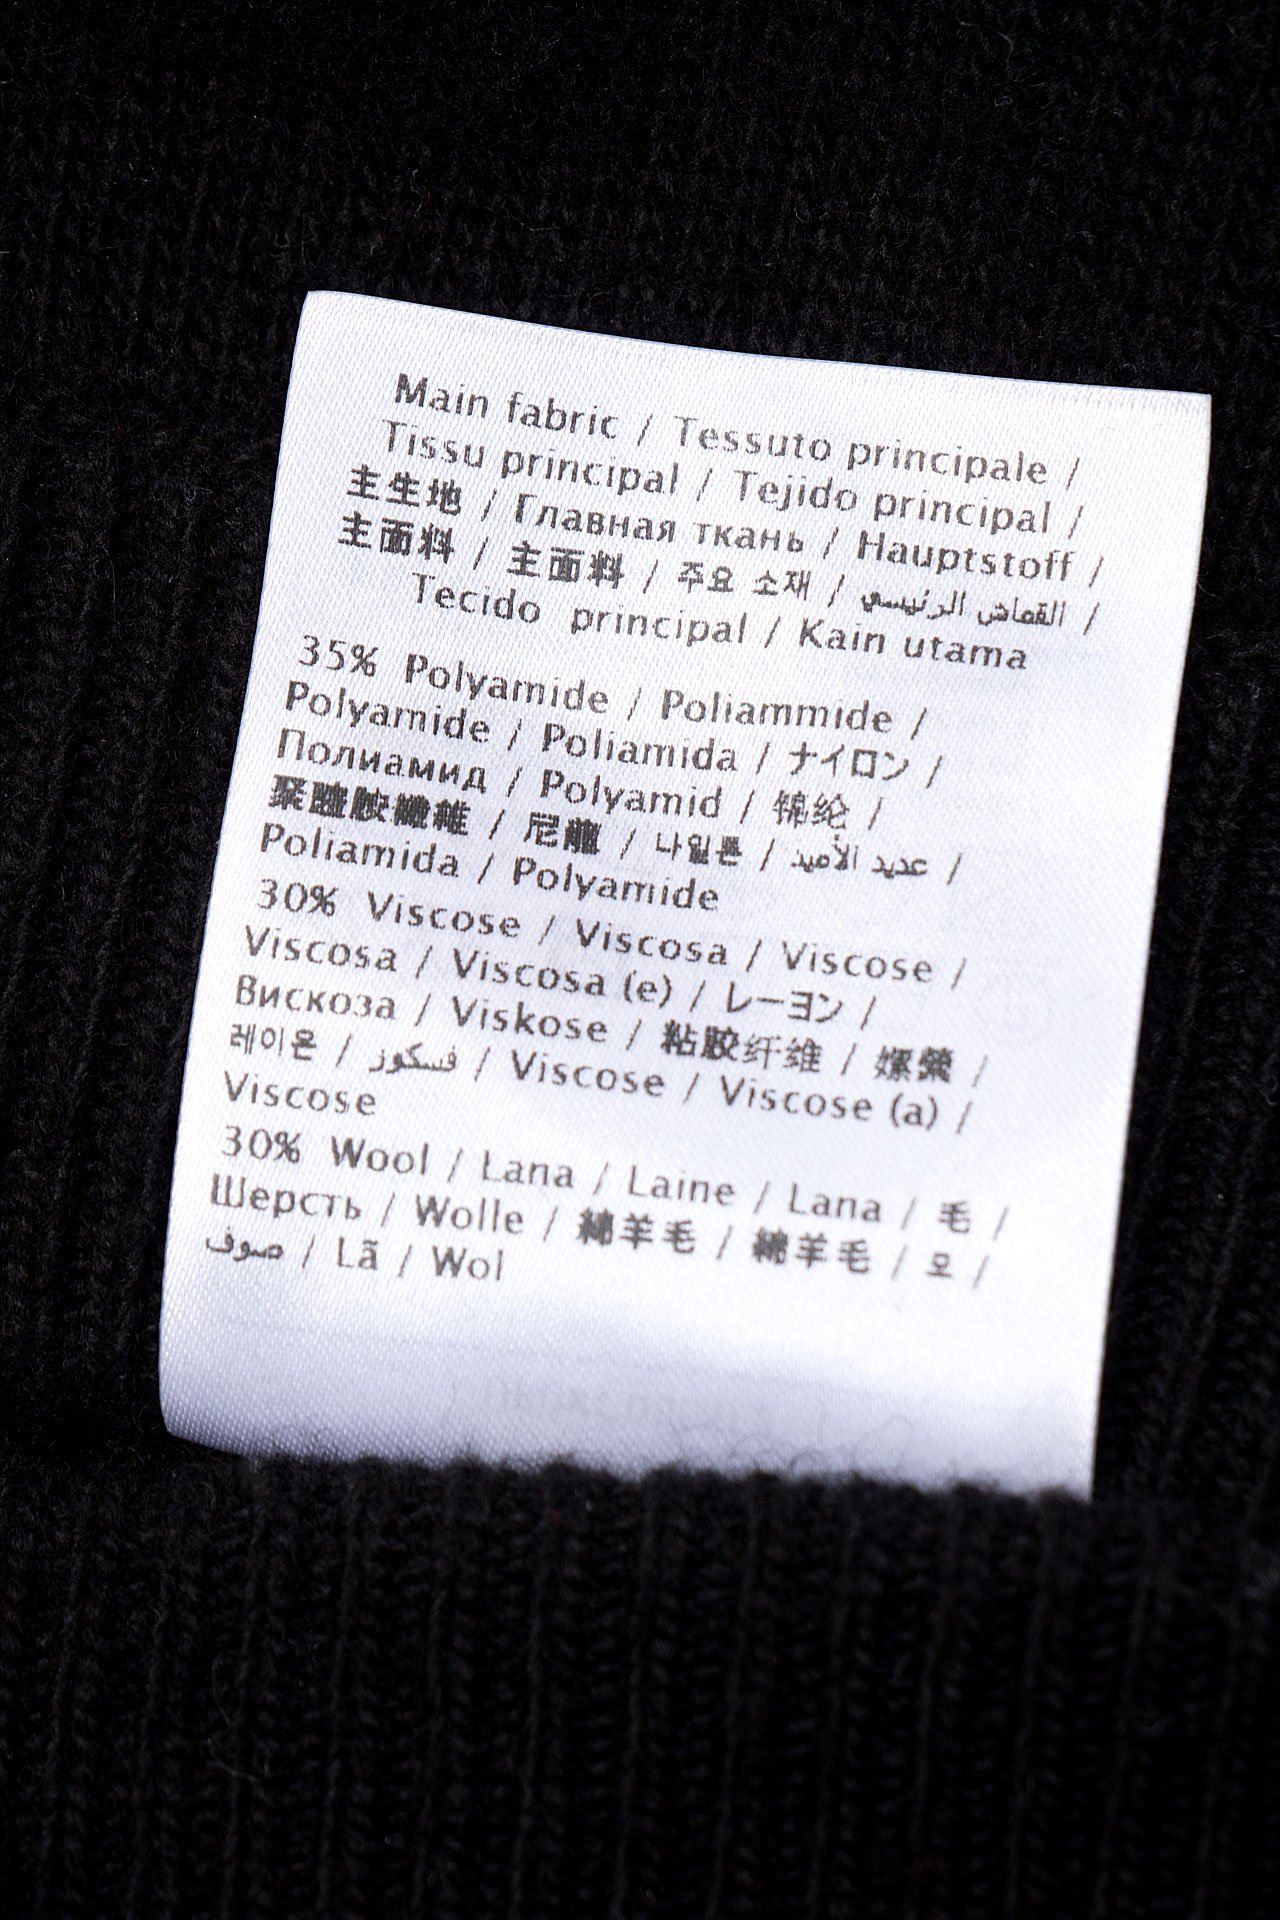 Main fabric / Tessuto principale /
Tissu principal / Tejido principal /
主生地 / Главная ткань / Hauptstoff /
主面料 / 主面料 / 주요 소재 / القماش الرئيسي /
Tecido principal / Kain utama
35% Polyamide / Poliammide /
Polyamide / Poliamida / ナイロン /
Полиамид / Polyamid / 锦纶 /
聚醯胺纖維 / 尼龍 / 나일론 / عديد الأميد /
Poliamida / Polyamide
30% Viscose / Viscosa / Viscose /
Viscosa / Viscosa (e) / レーヨン /
Вискоза / Viskose / 粘胶纤维 / 嫘縈 /
레이온 / فسكوز / Viscose / Viscose (a) /
Viscose
30% Wool / Lana / Laine / Lana / 毛 /
Шерсть / Wolle / 綿羊毛 / 綿羊毛 / 모 /
صوف / Lã / Wol